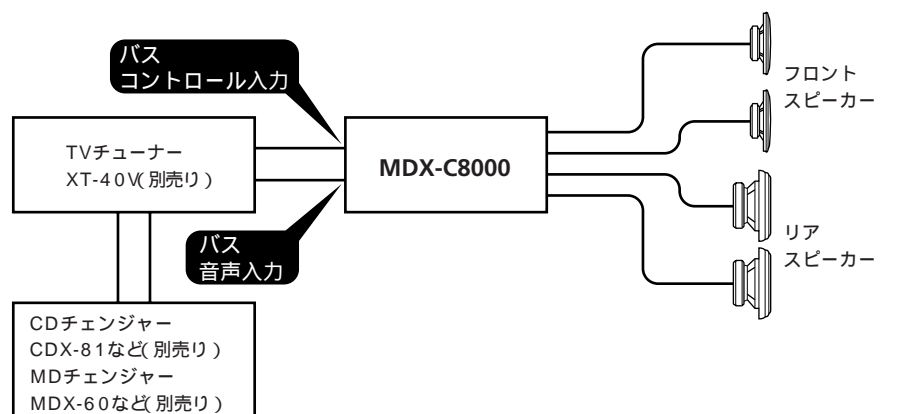 バス
コントロール入力
フロント
スピーカー
TVチューナー
XT-40V(別売り)
MDX-C8000
バス
音声入力
リア
スピーカー
CDチェンジャー
CDX-81など(別売り)
MDチェンジャー
MDX-60など(別売り)